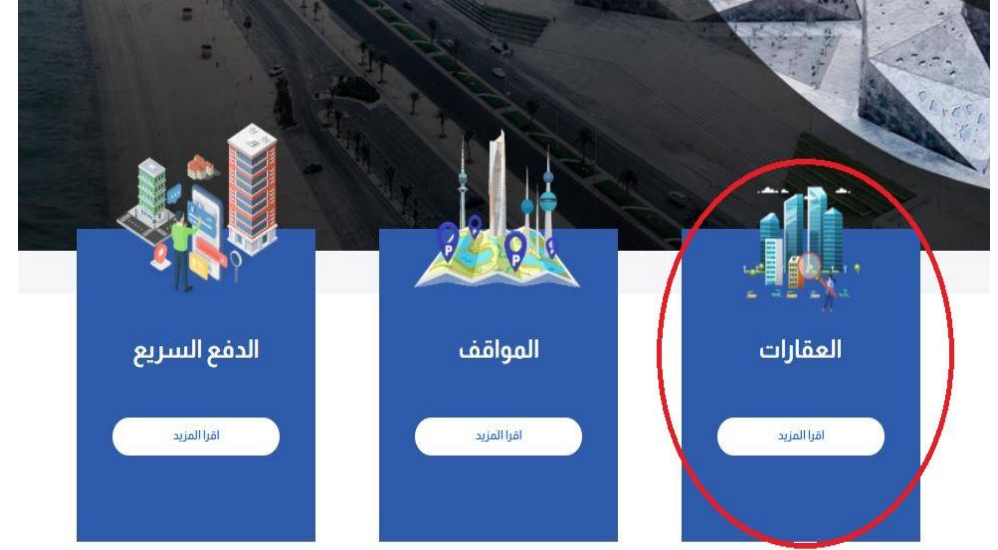 العقارات
المواقف
الدفع السريع
اقرا المزيد
اقرا المزيد
اقرا المزيد
P
P